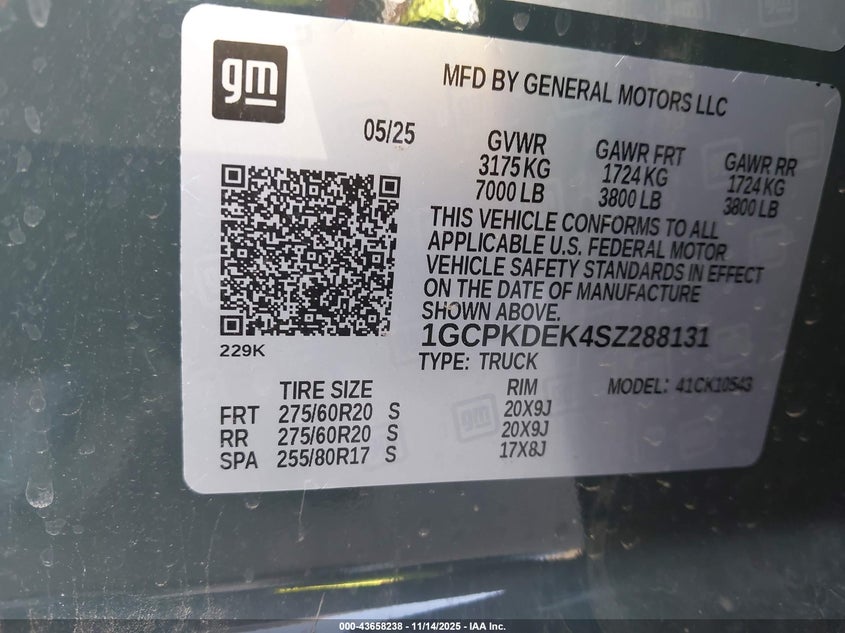 gm
MFD BY GENERAL MOTORS LLC
05/25
GVWR
3175 KG
7000 LB
GAWR FRT
1724 KG
3800 LB
GAWR RR
1724 KG
3800 LB
THIS VEHICLE CONFORMS TO ALL
APPLICABLE U.S. FEDERAL MOTOR
VEHICLE SAFETY STANDARDS IN EFFECT
ON THE DATE OF MANUFACTURE
SHOWN ABOVE.
1GCPKDEK4SZ288131
229K
TYPE: TRUCK
TIRE SIZE RIM MODEL: 41CK10543
FRT 275/60R20 S 20X9J
RR 275/60R20 S 20X9J
SPA 255/80R17 S 17X8J
000-43658238 - 11/14/2025 - IAA Inc.